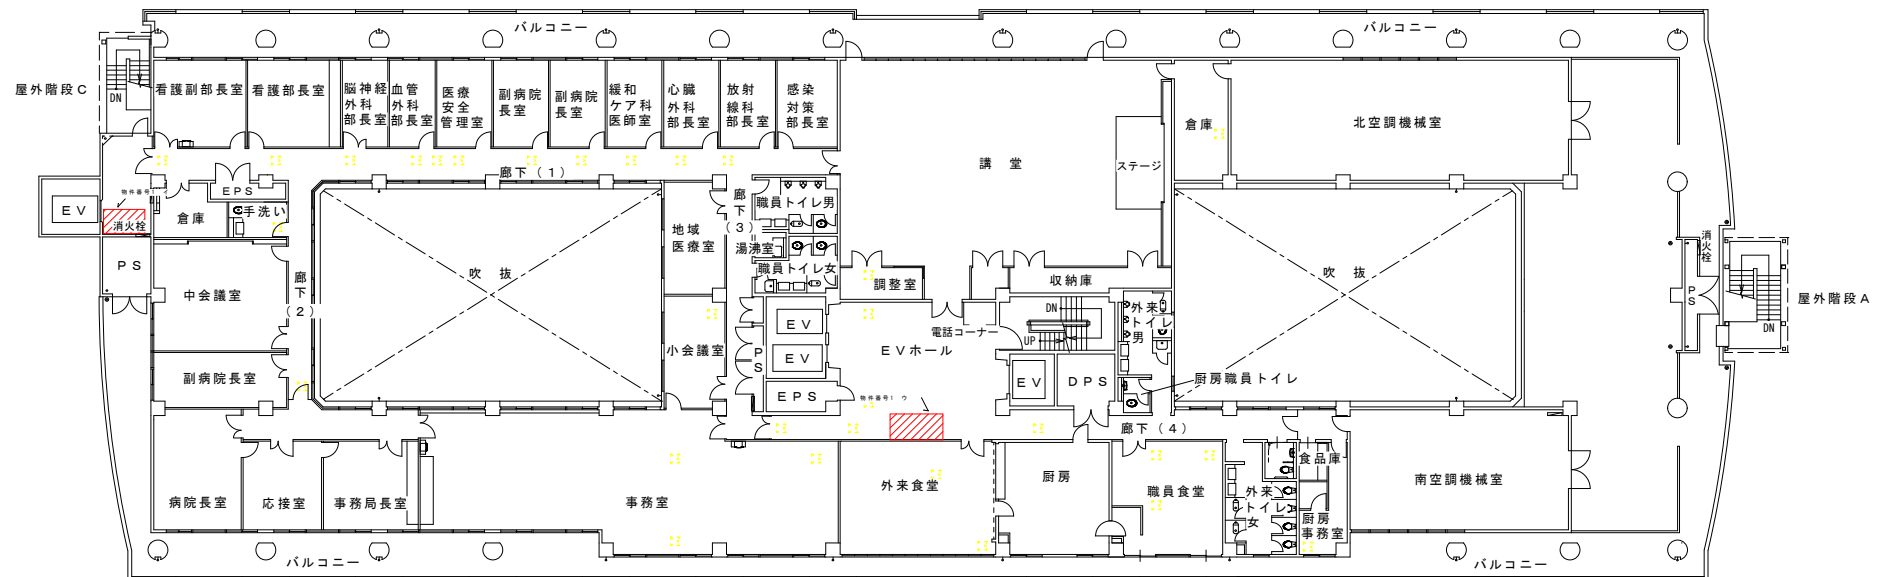 バルコニー
バルコニー
屋外階段C
DN
看護副部長室
看護部長室
脳神経
外科
部長室
血管
外科
部長室
医療
安全
管理室
副病院
長室
副病院
長室
緩和
ケア科
医師室
心臓
外科
部長室
放射
線科
部長室
感染
対策
部長室
講 堂
ステージ
倉庫
北空調機械室
廊下(1)
EPS
物件番号1 イ
EV
消火栓
倉庫
手洗い
PS
中会議室
廊下
(2)
吹 抜
地域
医療室
廊下
(3)
職員トイレ男
湯沸室
職員トイレ女
調整室
収納庫
吹 抜
消火栓
PS
屋外階段A
DN
副病院長室
小会議室
PS
EV
EV
EPS
EVホール
電話コーナー
DN
UP
外来
トイレ
男
EV
DPS
厨房職員トイレ
物件番号1 ウ
廊下(4)
病院長室
応接室
事務局長室
事務室
外来食堂
厨房
職員食堂
外来
トイレ
女
食品庫
厨房
事務室
南空調機械室
バルコニー
バルコニー